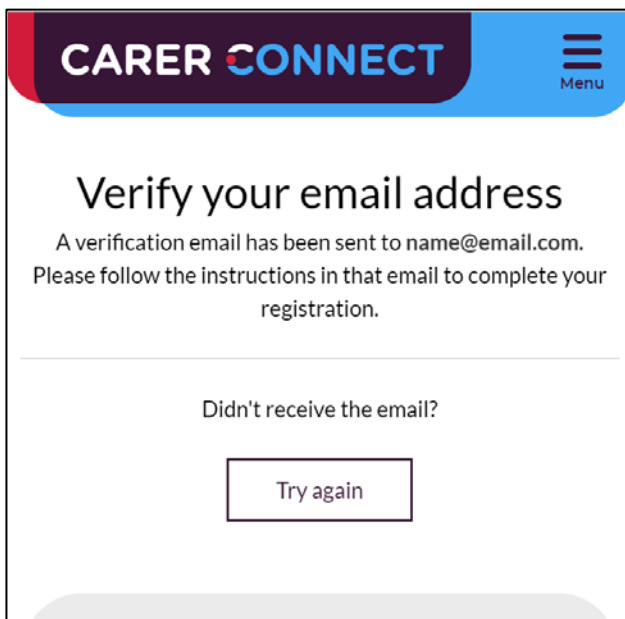 CARER CONNECT
Menu
Verify your email address
A verification email has been sent to name@email.com.
Please follow the instructions in that email to complete your
registration.
Didn't receive the email?
Try again